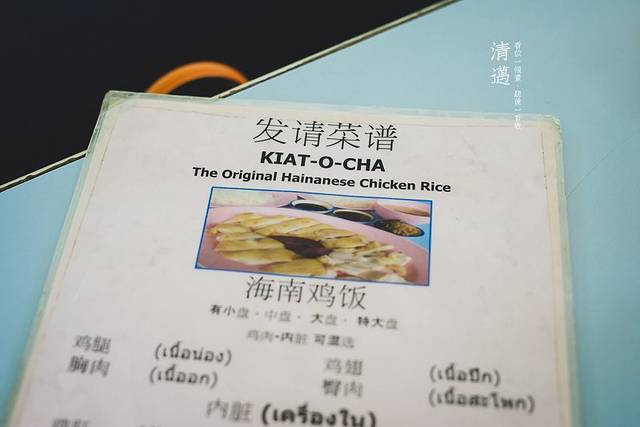 清邁
发请菜谱
KIAT-O-CHA
The Original Hainanese Chicken Rice
海南鸡饭
有小盘·中盘· 大盘· 特大盘
鸡肉-内脏 可混选
鸡腿 (เนื้อน่อง) 鸡翅 (เนื้อปีก)
胸肉 (เนื้ออก) 臀肉 (เนื้อสะโพก)
内脏 (เครื่องใน)